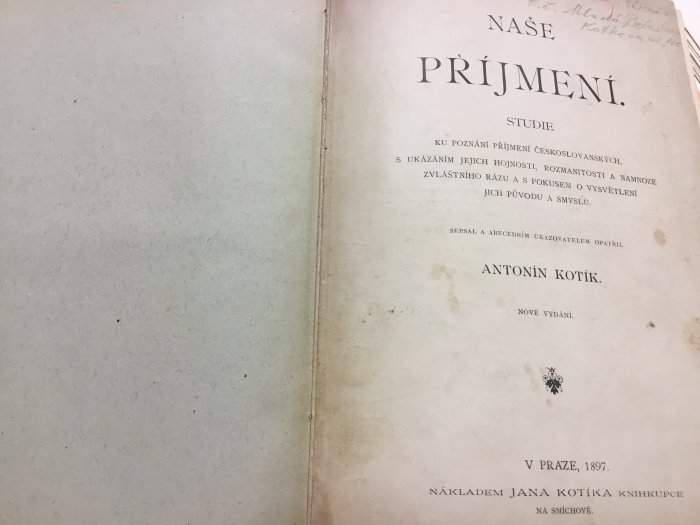 Mladá
NAŠE
PŘÍJMENÍ.
STUDIE
KU POZNÁNÍ PŘÍJMENÍ ČESKOSLOVANSKÝCH,
S UKÁZÁNÍM JEJICH HOJNOSTI, ROZMANITOSTI A NAMNOZE
ZVLÁŠTNÍHO RÁZU A S POKUSEM O VYSVĚTLENÍ
JICH PŮVODU A SMYSLU.
SEPSAL A ABECEDNÍM UKAZOVATELEM OPATŘIL
ANTONÍN KOTÍK.
NOVÉ VYDÁNÍ.
V PRAZE, 1897.
NÁKLADEM JANA KOTÍKA KNIHKUPCE
NA SMÍCHOVĚ.